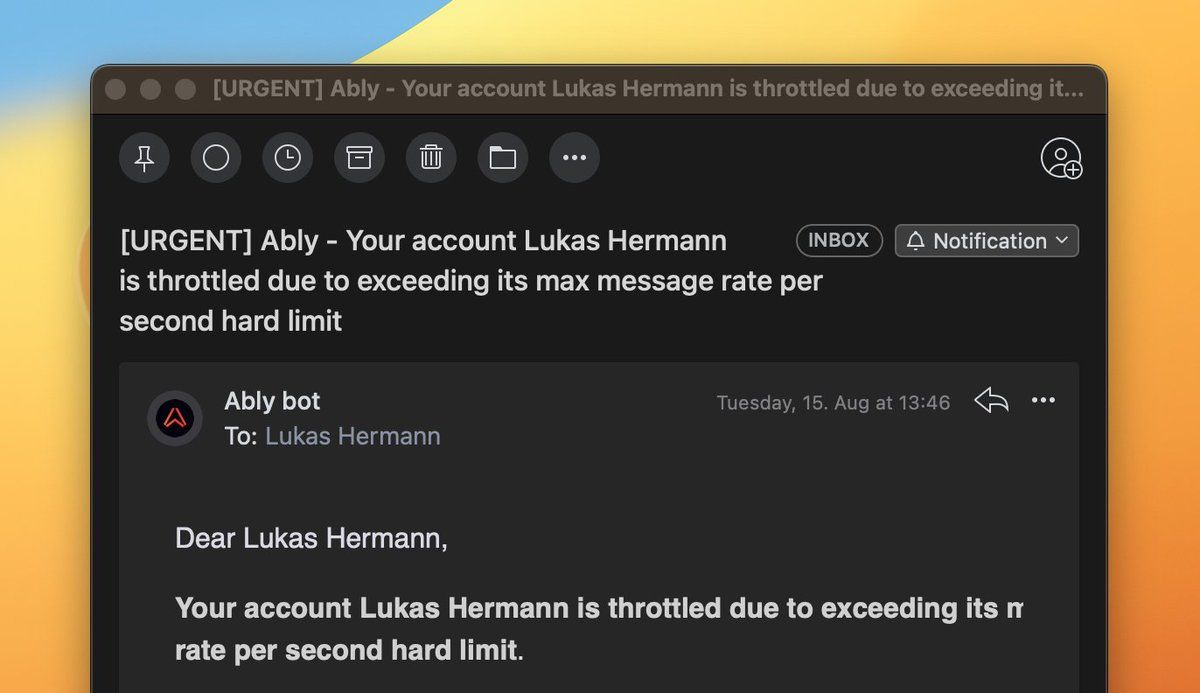 [URGENT] Ably - Your account Lukas Hermann is throttled due to exceeding it...
[URGENT] Ably - Your account Lukas Hermann
is throttled due to exceeding its max message rate per
second hard limit
INBOX
Notification
Ably bot
Tuesday, 15. Aug at 13:46
To: Lukas Hermann
Dear Lukas Hermann,
Your account Lukas Hermann is throttled due to exceeding its
rate per second hard limit.